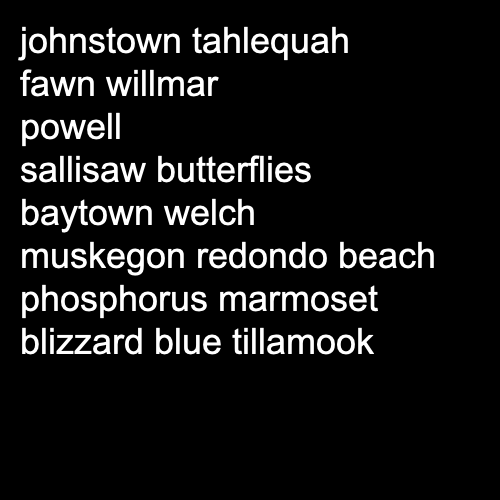 johnstown tahlequah
fawn willmar
powell
sallisaw butterflies
baytown welch
muskegon redondo beach
phosphorus marmoset
blizzard blue tillamook